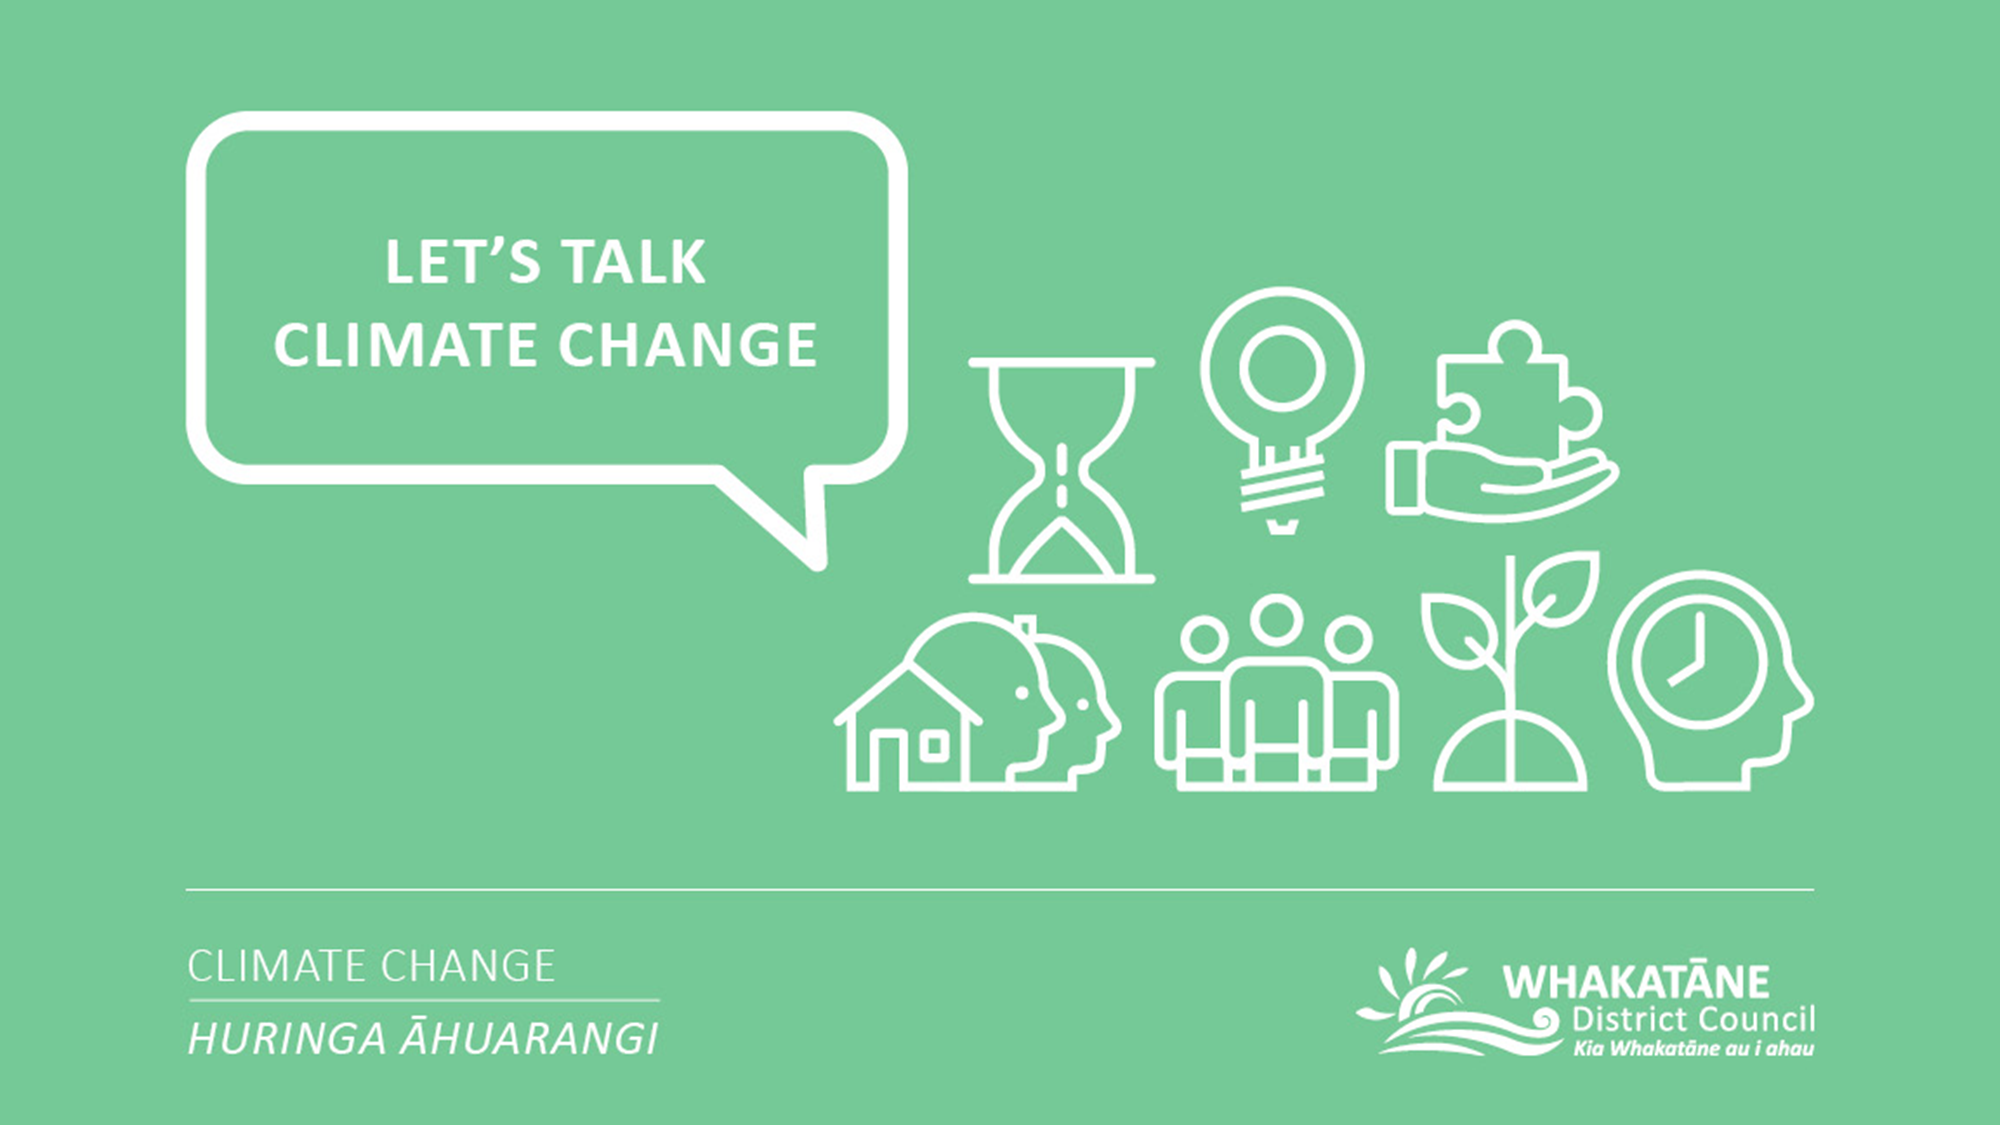 LET’S TALK
CLIMATE CHANGE
CLIMATE CHANGE
HURINGA ĀHUARANGI
WHAKATĀNE
District Council
Kia Whakatāne au i ahau